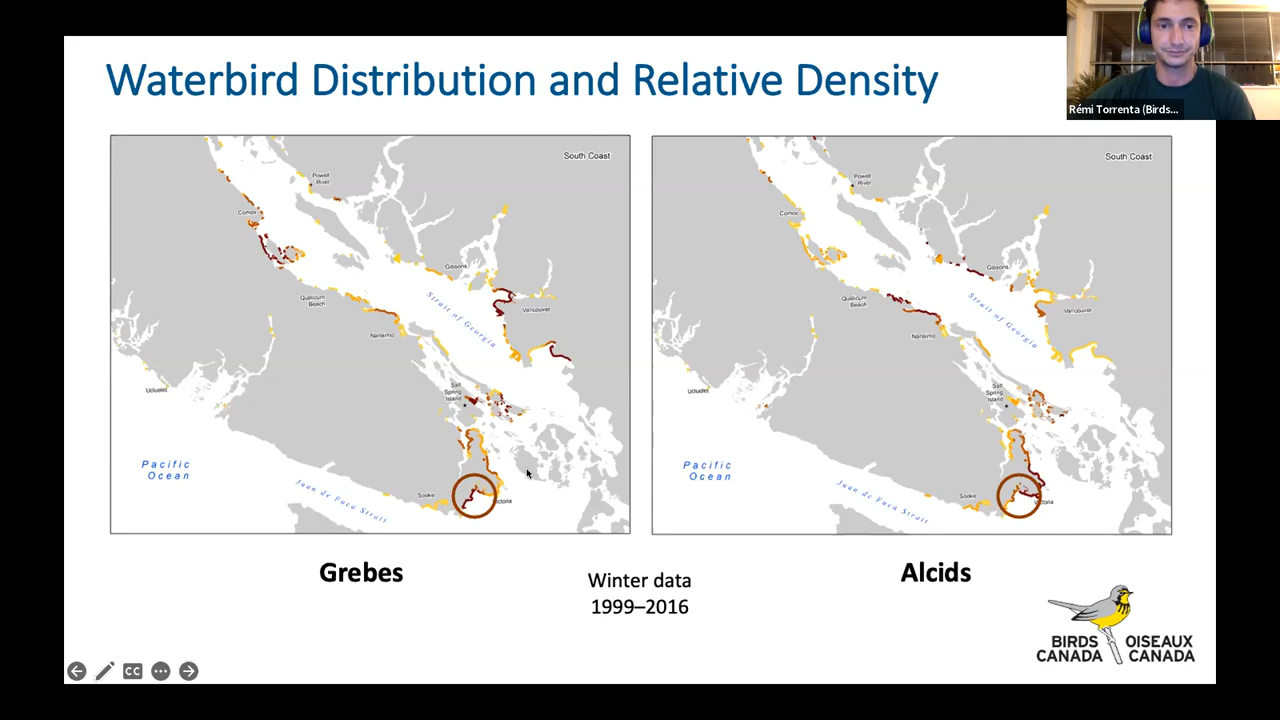 Waterbird Distribution and Relative Density
Rémi Torrenta (Birds...
South Coast
Powell
River
Comox
Gibsons
Qualicum
Beach
Strait of Georgia
Vancouver
Nanaimo
Ucluelet
Salt
Spring
Island
Pacific
Ocean
Juan de Fuca Strait
Sooke
Victoria
South Coast
Powell
River
Comox
Gibsons
Qualicum
Beach
Strait of Georgia
Vancouver
Nanaimo
Ucluelet
Salt
Spring
Island
Pacific
Ocean
Juan de Fuca Strait
Sooke
Victoria
Grebes
Winter data
1999–2016
Alcids
BIRDS CANADA
OISEAUX CANADA
CC